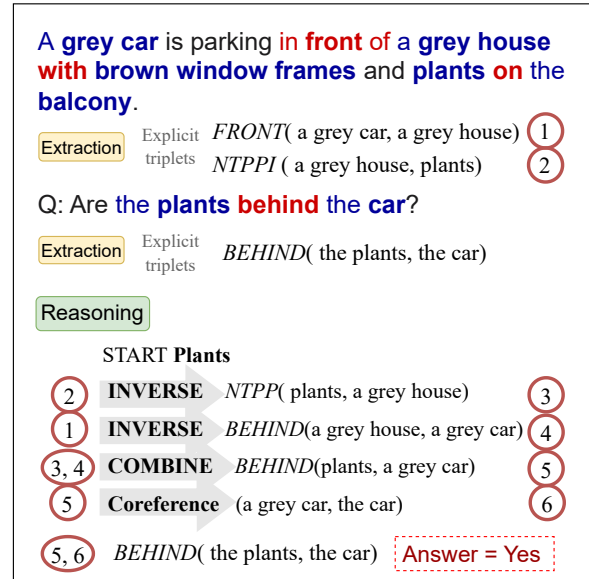 A grey car is parking in front of a grey house
with brown window frames and plants on the
balcony.
Extraction Explicit triplets FRONT( a grey car, a grey house) 1
NTPPI ( a grey house, plants) 2
Q: Are the plants behind the car?
Extraction Explicit triplets BEHIND( the plants, the car)
Reasoning
START Plants
2 INVERSE NTPP( plants, a grey house) 3
1 INVERSE BEHIND(a grey house, a grey car) 4
3, 4 COMBINE BEHIND(plants, a grey car) 5
5 Coreference (a grey car, the car) 6
5, 6 BEHIND( the plants, the car) Answer = Yes